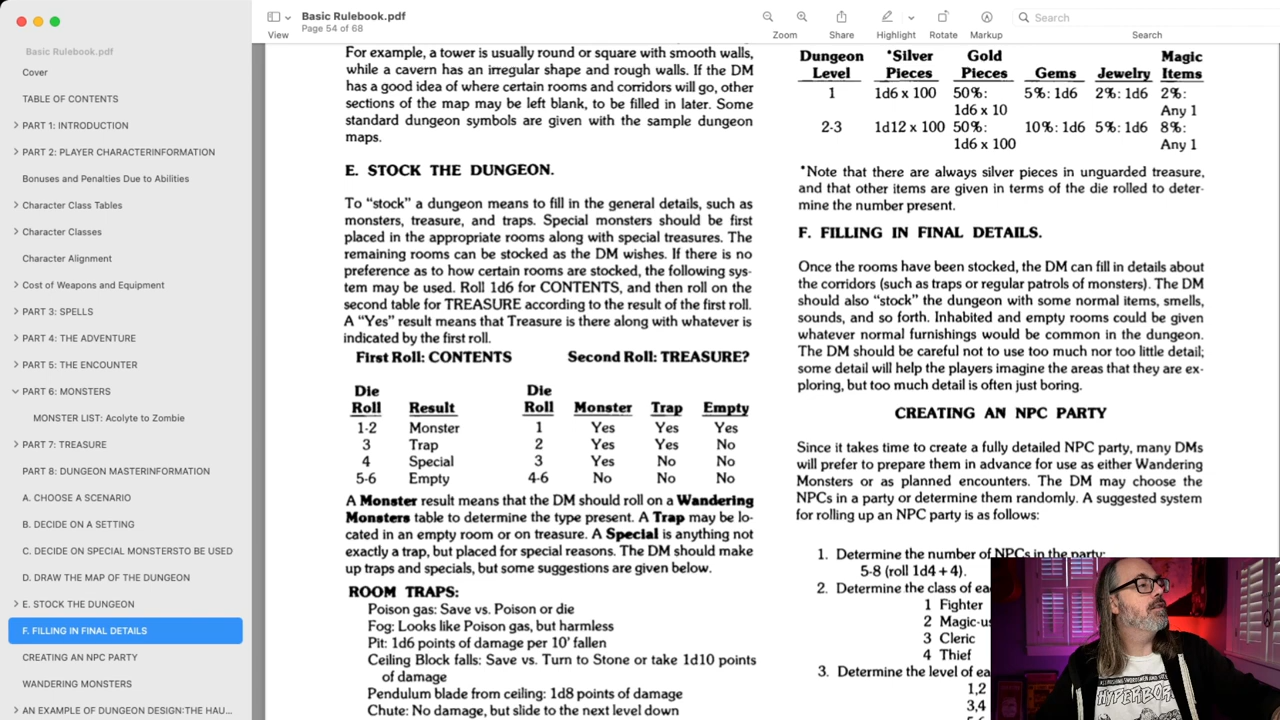 Basic Rulebook.pdf
Page 54 of 68
View
Zoom
Share
Highlight
Rotate
Markup
Search
Search
Basic Rulebook.pdf
Cover
TABLE OF CONTENTS
PART 1: INTRODUCTION
PART 2: PLAYER CHARACTERINFORMATION
Bonuses and Penalties Due to Abilities
Character Class Tables
Character Classes
Character Alignment
Cost of Weapons and Equipment
PART 3: SPELLS
PART 4: THE ADVENTURE
PART 5: THE ENCOUNTER
PART 6: MONSTERS
MONSTER LIST: Acolyte to Zombie
PART 7: TREASURE
PART 8: DUNGEON MASTERINFORMATION
A. CHOOSE A SCENARIO
B. DECIDE ON A SETTING
C. DECIDE ON SPECIAL MONSTERSTO BE USED
D. DRAW THE MAP OF THE DUNGEON
E. STOCK THE DUNGEON
F. FILLING IN FINAL DETAILS
CREATING AN NPC PARTY
WANDERING MONSTERS
AN EXAMPLE OF DUNGEON DESIGN:THE HAU...
For example, a tower is usually round or square with smooth walls,
while a cavern has an irregular shape and rough walls. If the DM
has a good idea of where certain rooms and corridors will go, other
sections of the map may be left blank, to be filled in later. Some
standard dungeon symbols are given with the sample dungeon
maps.
E. STOCK THE DUNGEON.
To “stock” a dungeon means to fill in the general details, such as
monsters, treasure, and traps. Special monsters should be first
placed in the appropriate rooms along with special treasures. The
remaining rooms can be stocked as the DM wishes. If there is no
preference as to how certain rooms are stocked, the following sys-
tem may be used. Roll 1d6 for CONTENTS, and then roll on the
second table for TREASURE according to the result of the first roll.
A “Yes” result means that Treasure is there along with whatever is
indicated by the first roll.
First Roll: CONTENTS Second Roll: TREASURE?
Die Die
Roll Result Roll Monster Trap Empty
1-2 Monster 1 Yes Yes Yes
3 Trap 2 Yes Yes No
4 Special 3 Yes No No
5-6 Empty 4-6 No No No
A Monster result means that the DM should roll on a Wandering
Monsters table to determine the type present. A Trap may be lo-
cated in an empty room or on treasure. A Special is anything not
exactly a trap, but placed for special reasons. The DM should make
up traps and specials, but some suggestions are given below.
ROOM TRAPS:
Poison gas: Save vs. Poison or die
Fog: Looks like Poison gas, but harmless
Pit: 1d6 points of damage per 10' fallen
Ceiling Block falls: Save vs. Turn to Stone or take 1d10 points
of damage
Pendulum blade from ceiling: 1d8 points of damage
Chute: No damage, but slide to the next level down
Dungeon *Silver Gold Magic
Level Pieces Pieces Gems Jewelry Items
1 1d6 x 100 50%: 5%: 1d6 2%: 1d6 2%:
1d6 x 10 Any 1
2-3 1d12 x 100 50%: 10%: 1d6 5%: 1d6 8%:
1d6 x 100 Any 1
*Note that there are always silver pieces in unguarded treasure,
and that other items are given in terms of the die rolled to deter-
mine the number present.
F. FILLING IN FINAL DETAILS.
Once the rooms have been stocked, the DM can fill in details about
the corridors (such as traps or regular patrols of monsters). The DM
should also “stock” the dungeon with some normal items, smells,
sounds, and so forth. Inhabited and empty rooms could be given
whatever normal furnishings would be common in the dungeon.
The DM should be careful not to use too much nor too little detail;
some detail will help the players imagine the areas that they are ex-
ploring, but too much detail is often just boring.
CREATING AN NPC PARTY
Since it takes time to create a fully detailed NPC party, many DMs
will prefer to prepare them in advance for use as either Wandering
Monsters or as planned encounters. The DM may choose the
NPCs in a party or determine them randomly. A suggested system
for rolling up an NPC party is as follows:
1. Determine the number of NPCs in the party:
5-8 (roll 1d4 + 4).
2. Determine the class of ea
1 Fighter
2 Magic-us
3 Cleric
4 Thief
3. Determine the level of ea
1,2
3,4
HYPERBOR